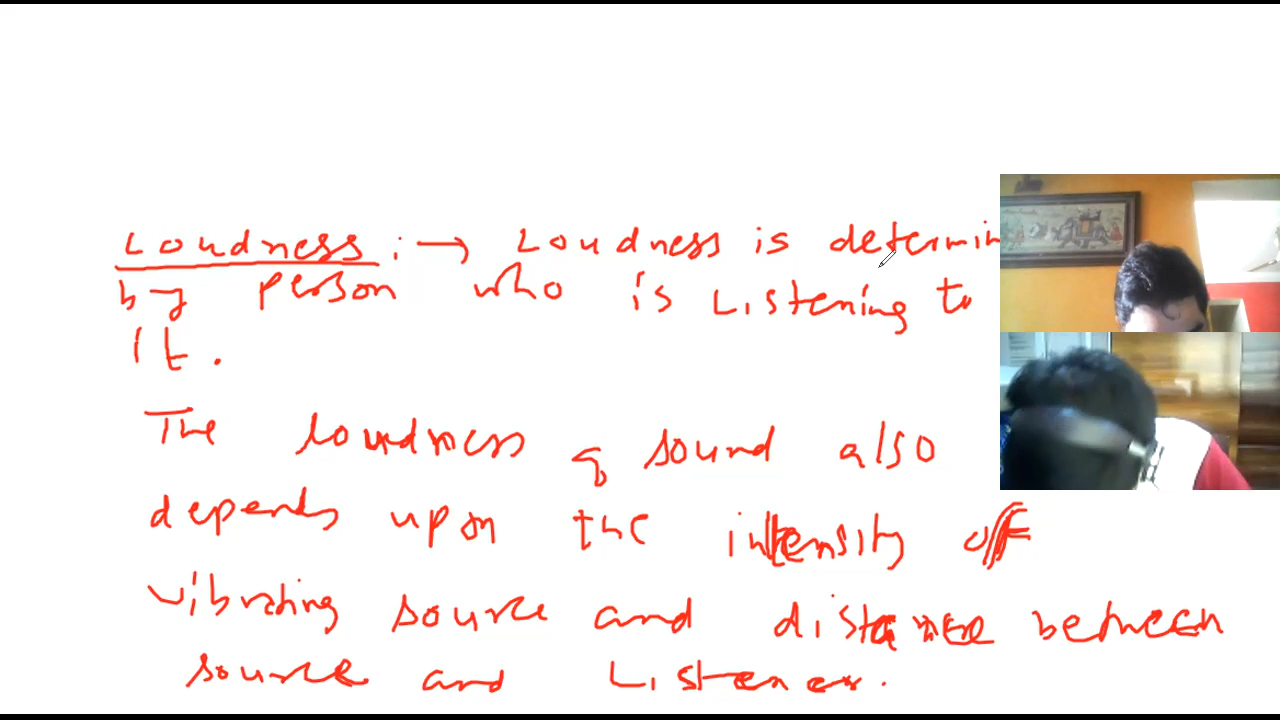 Loudness : → Loudness is determin
by person who is Listening to
it.
The loudness of sound also
depends upon the intensity of
vibrating source and distance between
source and Listener.